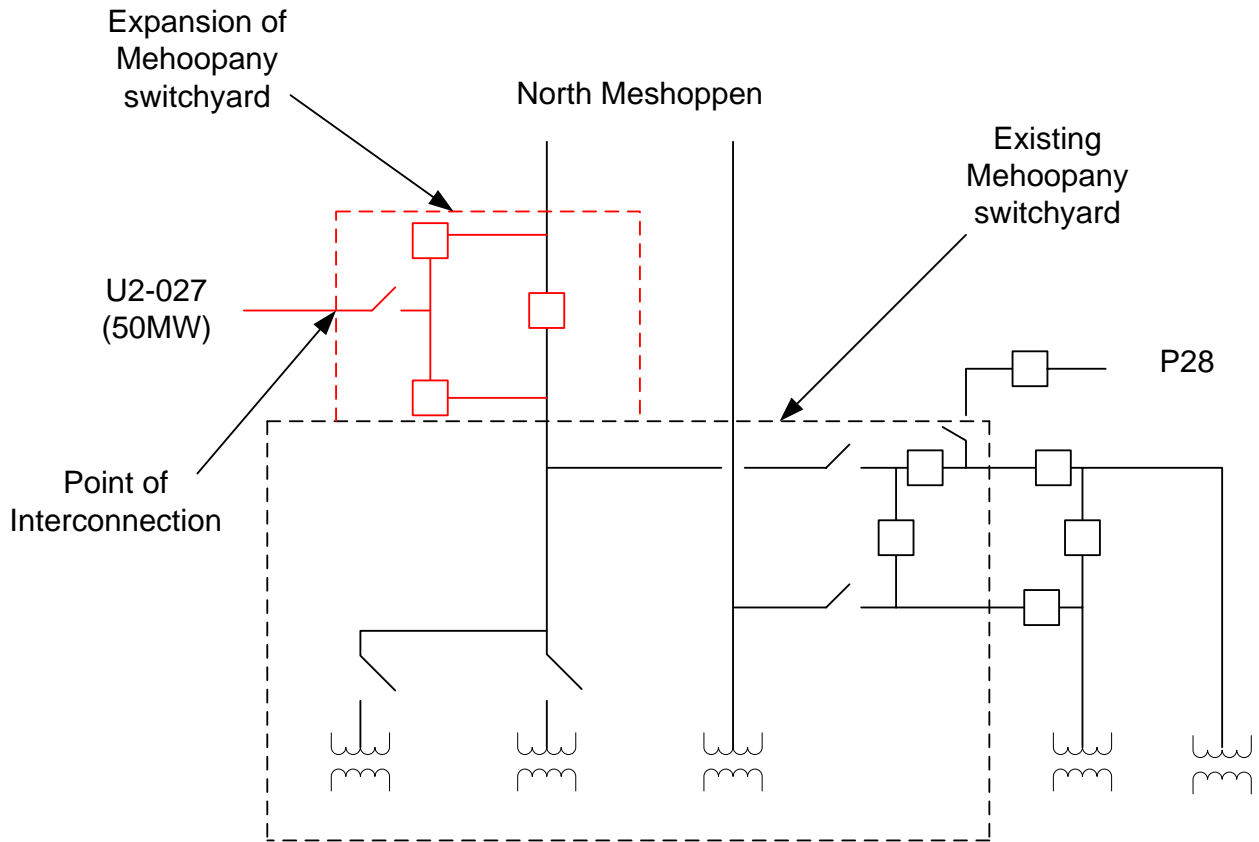 Expansion of
Mehoopany
switchyard
North Meshoppen
Existing
Mehoopany
switchyard
U2-027
(50MW)
P28
Point of
Interconnection